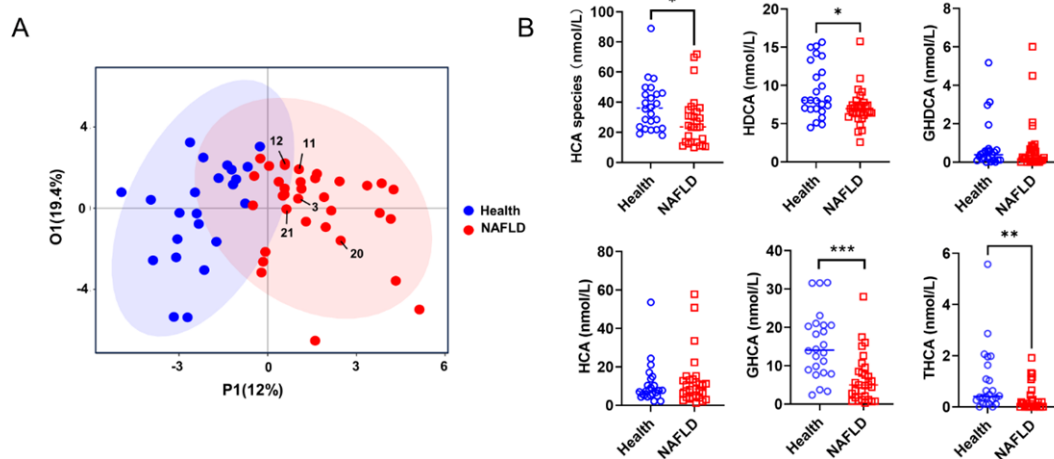 A
O1(19.4%)
4
0
-4
-3
0
3
6
P1(12%)
12
11
3
21
20
Health
NAFLD
B
HCA species (nmol/L)
100
80
60
40
20
0
*
Health
NAFLD
HDCA (nmol/L)
20
15
10
5
0
*
Health
NAFLD
GHDCA (nmol/L)
8
6
4
2
0
Health
NAFLD
HCA (nmol/L)
80
60
40
20
0
Health
NAFLD
GHCA (nmol/L)
40
30
20
10
0
***
Health
NAFLD
THCA (nmol/L)
6
4
2
0
**
Health
NAFLD